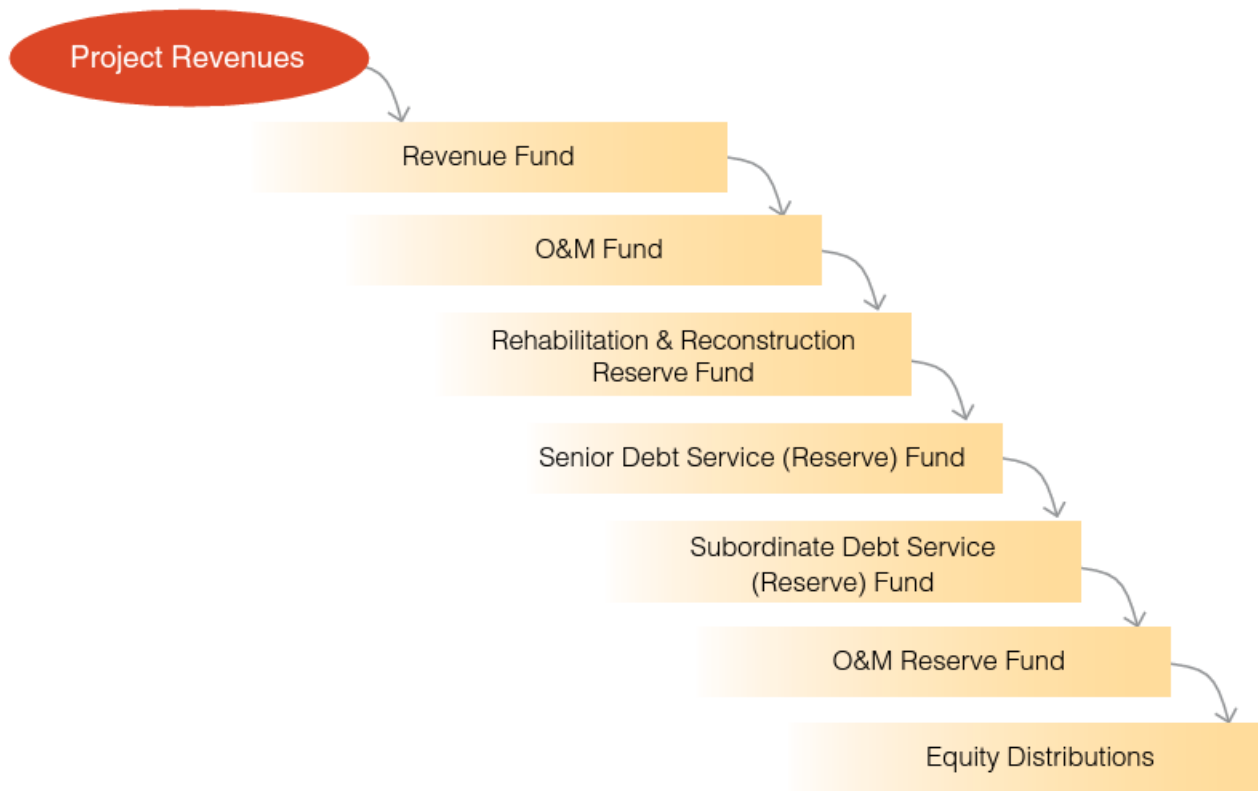 Project Revenues
Revenue Fund
O&M Fund
Rehabilitation & Reconstruction
Reserve Fund
Senior Debt Service (Reserve) Fund
Subordinate Debt Service
(Reserve) Fund
O&M Reserve Fund
Equity Distributions